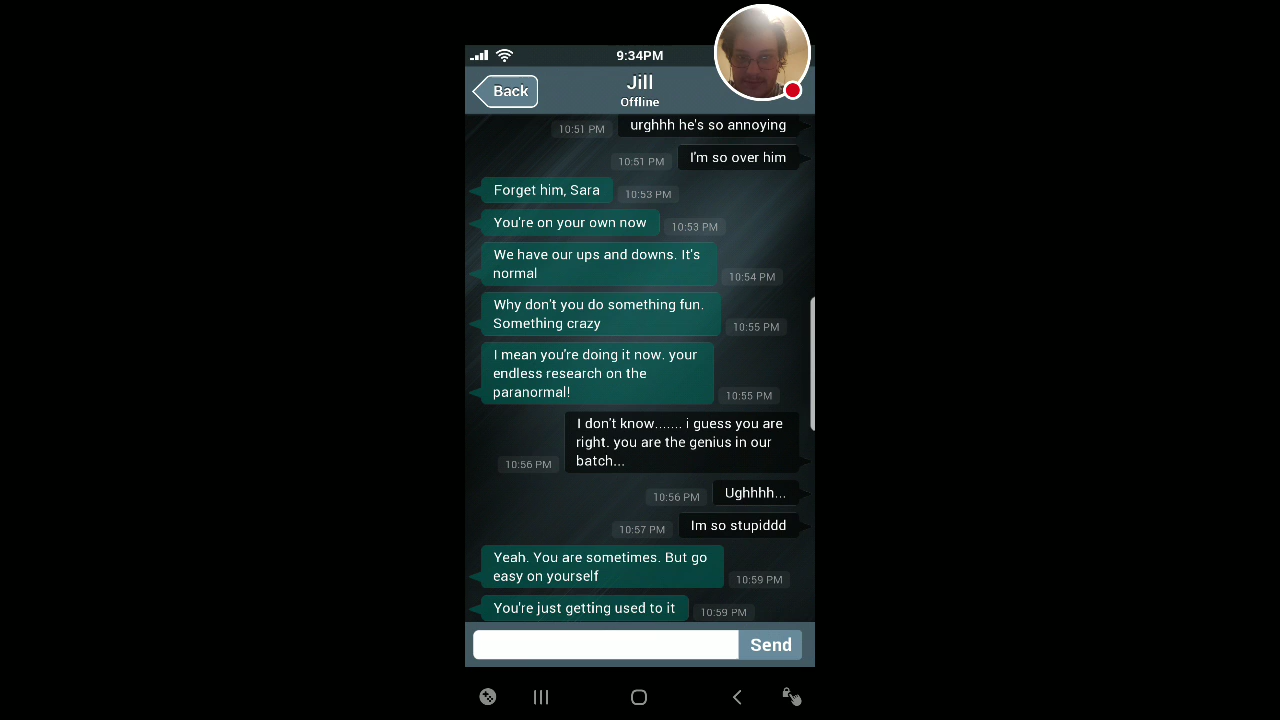 9:34PM
Back
Jill
Offline
10:51 PM
urghhh he's so annoying
10:51 PM
I'm so over him
Forget him, Sara
10:53 PM
You're on your own now
10:53 PM
We have our ups and downs. It's
normal
10:54 PM
Why don't you do something fun.
Something crazy
10:55 PM
I mean you're doing it now. your
endless research on the
paranormal!
10:55 PM
I don't know....... i guess you are
right. you are the genius in our
batch...
10:56 PM
10:56 PM
Ughhhh...
10:57 PM
Im so stupiddd
Yeah. You are sometimes. But go
easy on yourself
10:59 PM
You're just getting used to it
10:59 PM
Send